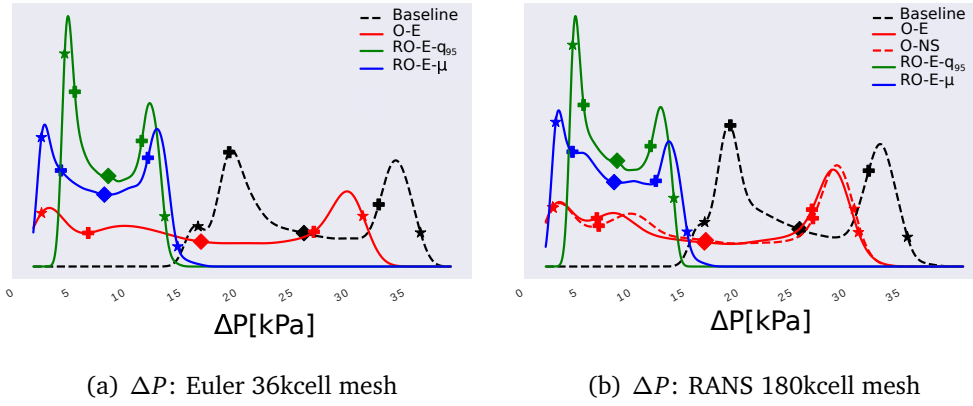 Baseline
O-E
RO-E-q₉₅
RO-E-μ
0 5 10 15 20 25 30 35
ΔP[kPa]
(a) ΔP: Euler 36kcell mesh
Baseline
O-E
O-NS
RO-E-q₉₅
RO-E-μ
0 5 10 15 20 25 30 35
ΔP[kPa]
(b) ΔP: RANS 180kcell mesh